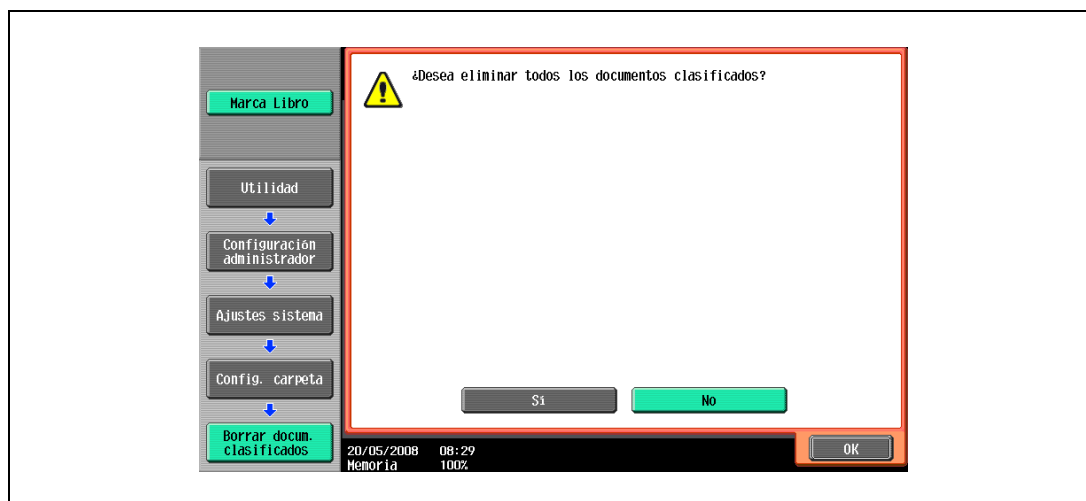 Marca Libro
Utilidad
Configuración
administrador
Ajustes sistema
Config. carpeta
Borrar docum.
clasificados
¿Desea eliminar todos los documentos clasificados?
Sí
No
20/05/2008 08:29
Memoria 100%
OK